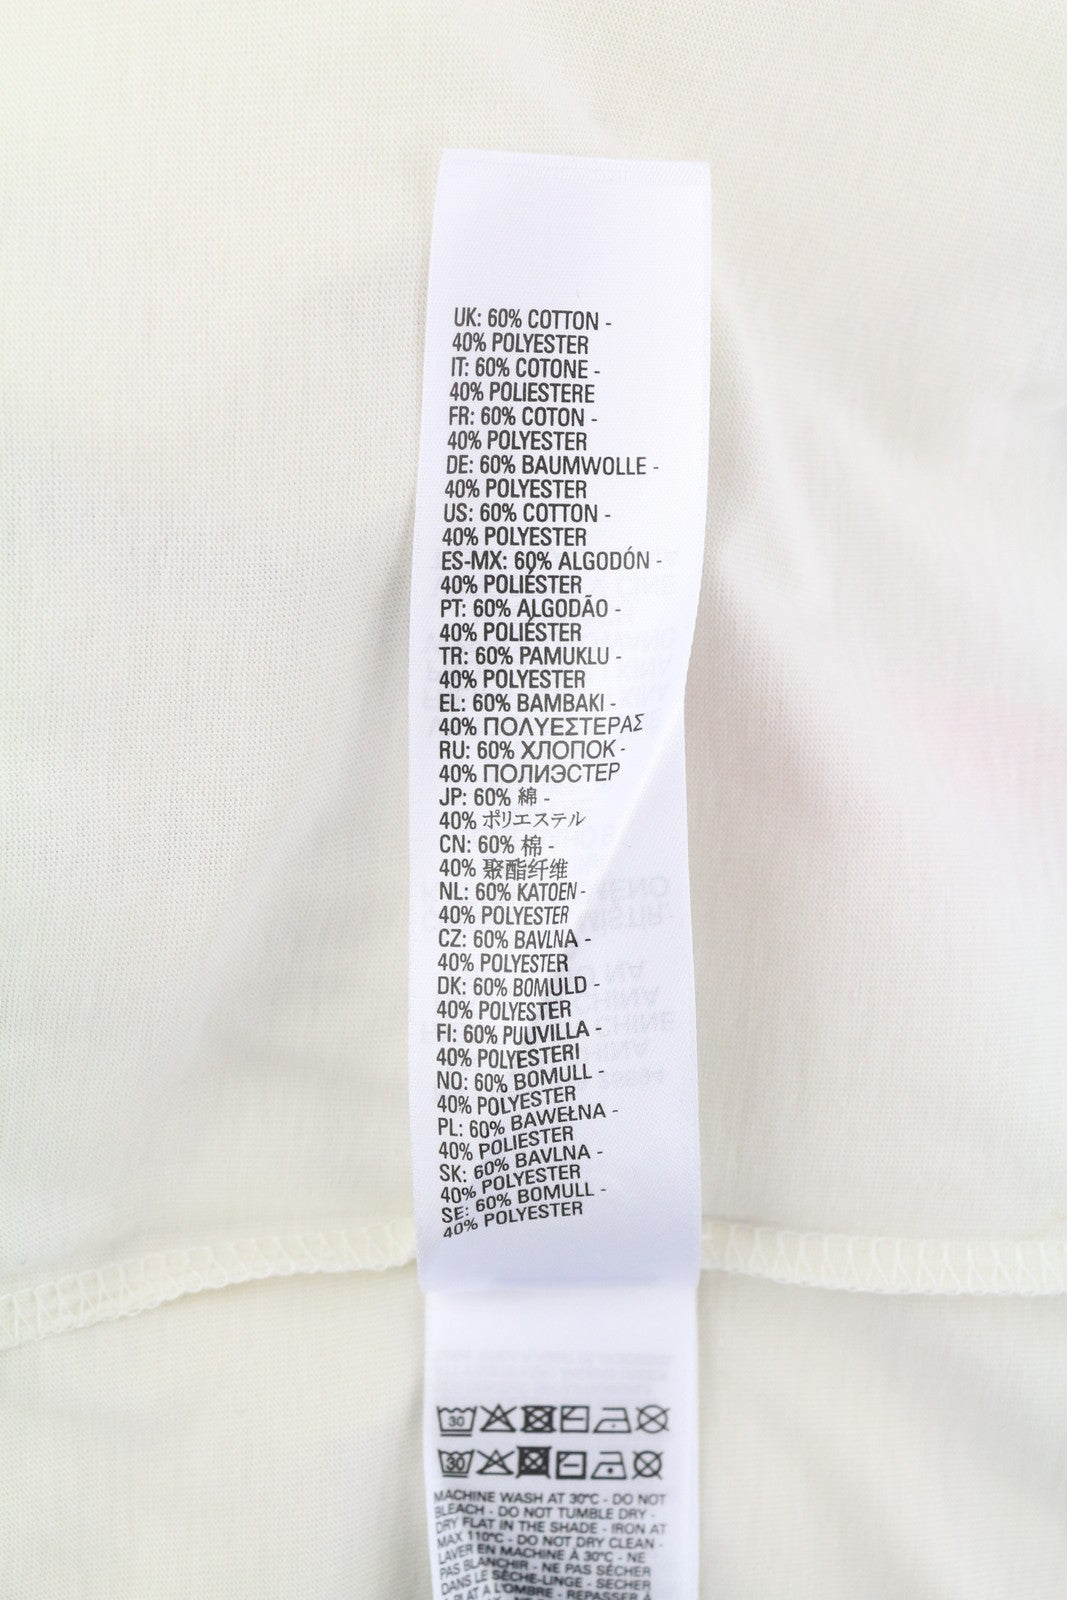 UK: 60% COTTON -
40% POLYESTER
IT: 60% COTONE -
40% POLIESTERE
FR: 60% COTON -
40% POLYESTER
DE: 60% BAUMWOLLE -
40% POLYESTER
US: 60% COTTON -
40% POLYESTER
ES-MX: 60% ALGODÓN -
40% POLIÉSTER
PT: 60% ALGODÃO -
40% POLIÉSTER
TR: 60% PAMUKLU -
40% POLYESTER
EL: 60% BAMBAKI -
40% ΠΟΛΥΕΣΤΕΡΑΣ
RU: 60% ХЛОПОК -
40% ПОЛИЭСТЕР
JP: 60% 綿 -
40% ポリエステル
CN: 60% 棉 -
40% 聚酯纤维
NL: 60% KATOEN -
40% POLYESTER
CZ: 60% BAVLNA -
40% POLYESTER
DK: 60% BOMULD -
40% POLYESTER
FI: 60% PUUVILLA -
40% POLYESTERI
NO: 60% BOMULL -
40% POLYESTER
PL: 60% BAWEŁNA -
40% POLIESTER
SK: 60% BAVLNA -
40% POLYESTER
SE: 60% BOMULL -
40% POLYESTER
30
30
MACHINE WASH AT 30°C - DO NOT
BLEACH - DO NOT TUMBLE DRY -
DRY FLAT IN THE SHADE - IRON AT
MAX 110°C - DO NOT DRY CLEAN -
LAVER EN MACHINE À 30°C - NE
PAS BLANCHIR - NE PAS SÉCHER
DANS LE SÈCHE-LINGE - SÉCHER
À PLAT A L'OMBRE - REPASSER À